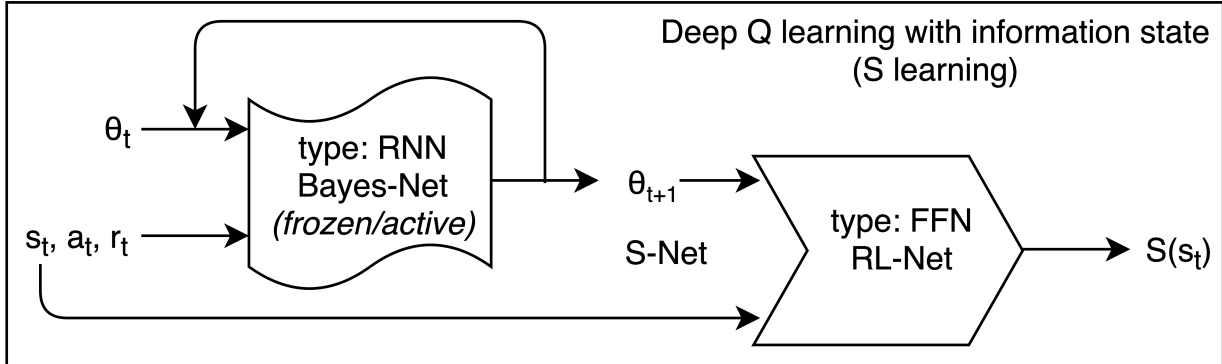 Deep Q learning with information state
(S learning)
θt
type: RNN
Bayes-Net
(frozen/active)
st, at, rt
θt+1
S-Net
type: FFN
RL-Net
S(st)